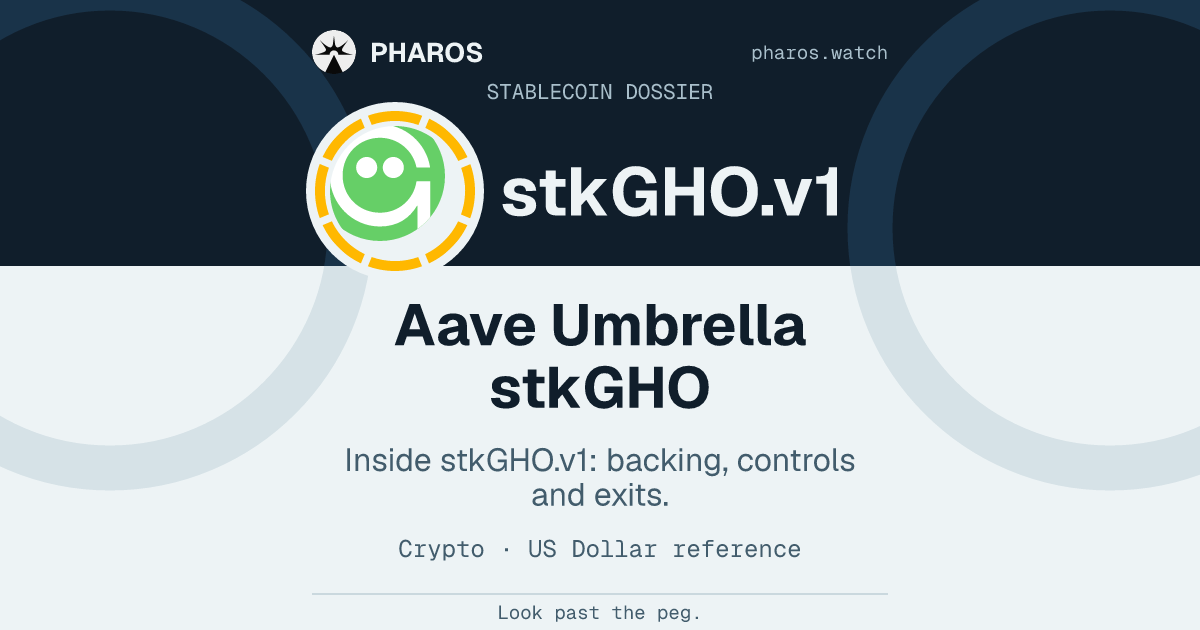 PHAROS
pharos.watch
STABLECOIN DOSSIER
stkGHO.v1
Aave Umbrella
stkGHO
Inside stkGHO.v1: backing, controls
and exits.
Crypto · US Dollar reference
Look past the peg.